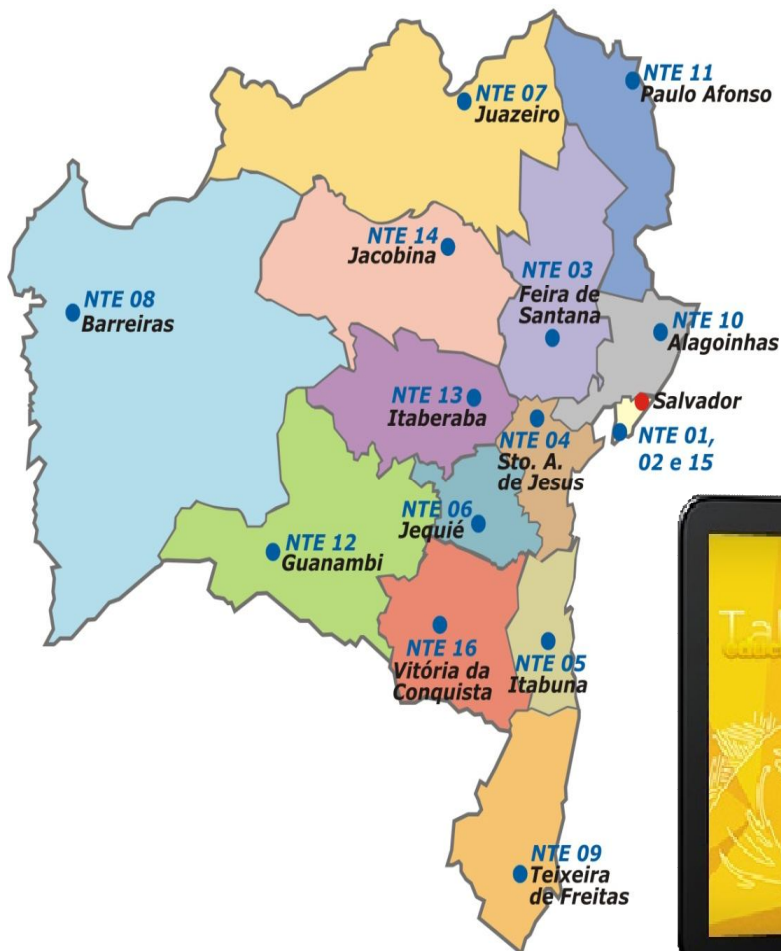 NTE 11
Paulo Afonso
NTE 07
Juazeiro
NTE 14
Jacobina
NTE 03
Feira de
Santana
NTE 08
Barreiras
NTE 10
Alagoinhas
NTE 13
Itaberaba
Salvador
NTE 04
Sto. A.
de Jesus
NTE 01,
02 e 15
NTE 06
Jequié
NTE 12
Guanambi
NTE 16
Vitória da
Conquista
NTE 05
Itabuna
NTE 09
Teixeira
de Freitas